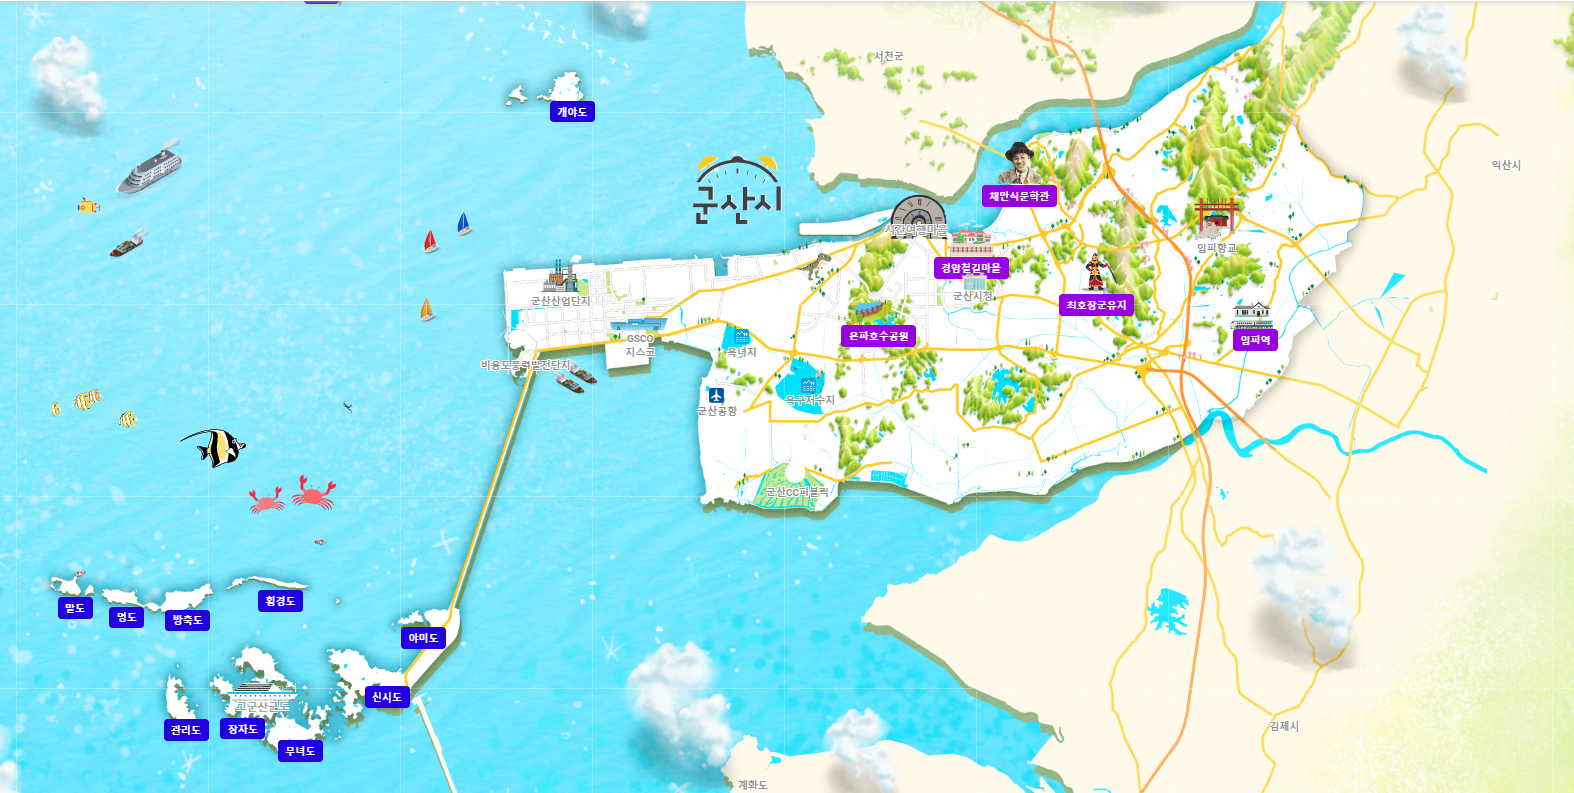 서천군
개야도
익산시
군산시
채만식문학관
시간여행마을
임피향교
경암철길마을
군산시청
군산산업단지
최호장군유지
은파호수공원
임피역
GSCO
지스코
옥녀지
비응도풍력발전단지
옥구저수지
군산공항
군산CC퍼블릭
말도
명도
방축도
횡경도
야미도
신시도
고군산군도
관리도
장자도
무녀도
김제시
계화도